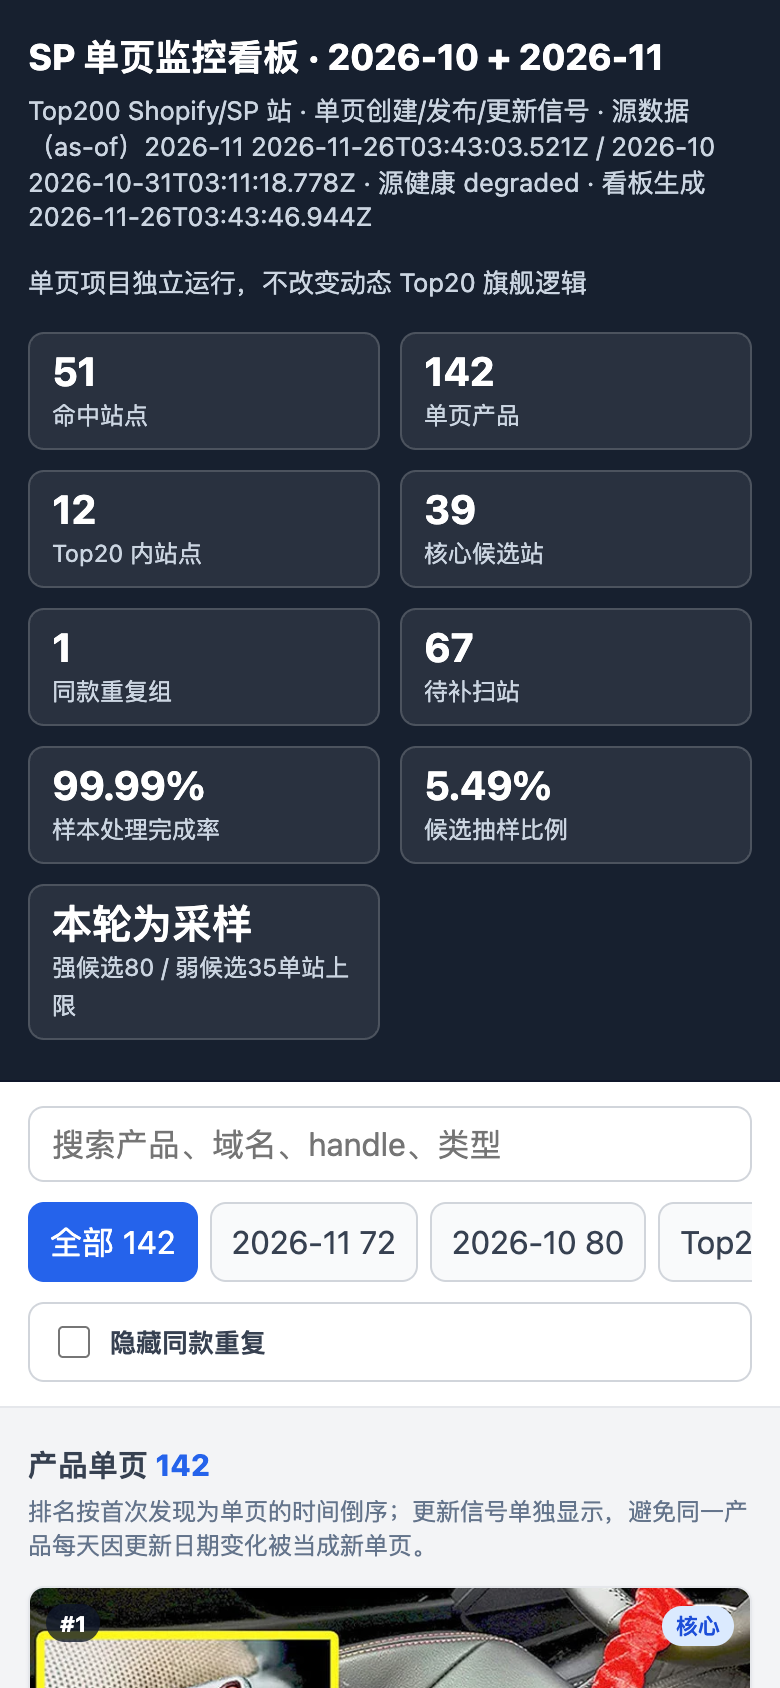 SP 单页监控看板 · 2026-10 + 2026-11
Top200 Shopify/SP 站 · 单页创建/发布/更新信号 · 源数据
（as-of）2026-11 2026-11-26T03:43:03.521Z / 2026-10
2026-10-31T03:11:18.778Z · 源健康 degraded · 看板生成
2026-11-26T03:43:46.944Z
单页项目独立运行，不改变动态 Top20 旗舰逻辑
51
命中站点
142
单页产品
12
Top20 内站点
39
核心候选站
1
同款重复组
67
待补扫站
99.99%
样本处理完成率
5.49%
候选抽样比例
本轮为采样
强候选80 / 弱候选35单站上
限
搜索产品、域名、handle、类型
全部 142
2026-11 72
2026-10 80
Top2
隐藏同款重复
产品单页 142
排名按首次发现为单页的时间倒序；更新信号单独显示，避免同一产
品每天因更新日期变化被当成新单页。
#1
核心